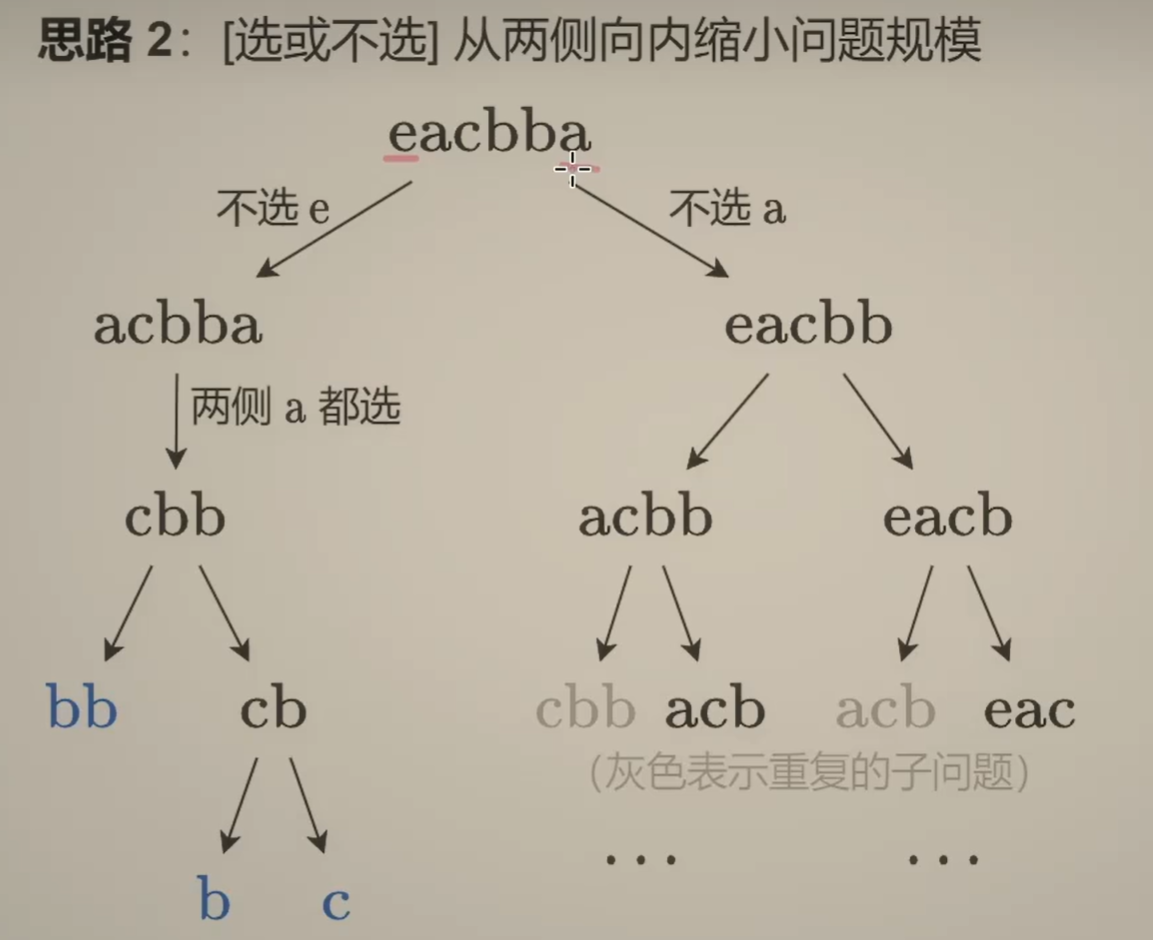 思路 2：[选或不选] 从两侧向内缩小问题规模
eacbba
不选 e 不选 a
acbba eacbb
两侧 a 都选
cbb acbb eacb
bb cb cbb acb acb eac
（灰色表示重复的子问题）
··· ···
b c